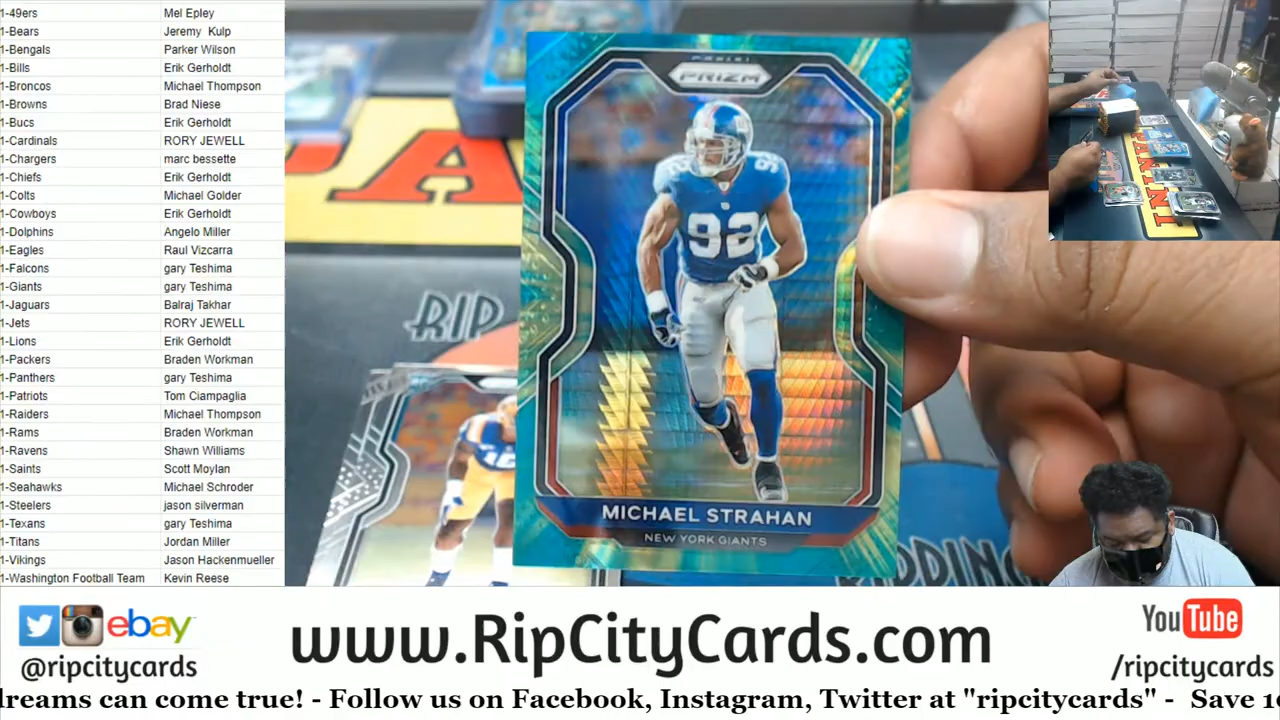 1-49ers Mel Epley
1-Bears Jeremy Kulp
1-Bengals Parker Wilson
1-Bills Erik Gerholdt
1-Broncos Michael Thompson
1-Browns Brad Niese
1-Bucs Erik Gerholdt
1-Cardinals RORY JEWELL
1-Chargers marc bessette
1-Chiefs Erik Gerholdt
1-Colts Michael Golder
1-Cowboys Erik Gerholdt
1-Dolphins Angelo Miller
1-Eagles Raul Vizcarra
1-Falcons gary Teshima
1-Giants gary Teshima
1-Jaguars Balraj Takhar
1-Jets RORY JEWELL
1-Lions Erik Gerholdt
1-Packers Braden Workman
1-Panthers gary Teshima
1-Patriots Tom Ciampaglia
1-Raiders Michael Thompson
1-Rams Braden Workman
1-Ravens Shawn Williams
1-Saints Scott Moylan
1-Seahawks Michael Schroder
1-Steelers jason silverman
1-Texans gary Teshima
1-Titans Jordan Miller
1-Vikings Jason Hackenmueller
1-Washington Football Team Kevin Reese
PANINI
PRIZM
92
92
MICHAEL STRAHAN
NEW YORK GIANTS
RIP
PANINI
ebay
@ripcitycards
www.RipCityCards.com
YouTube
/ripcitycards
dreams can come true! - Follow us on Facebook, Instagram, Twitter at "ripcitycards" - Save